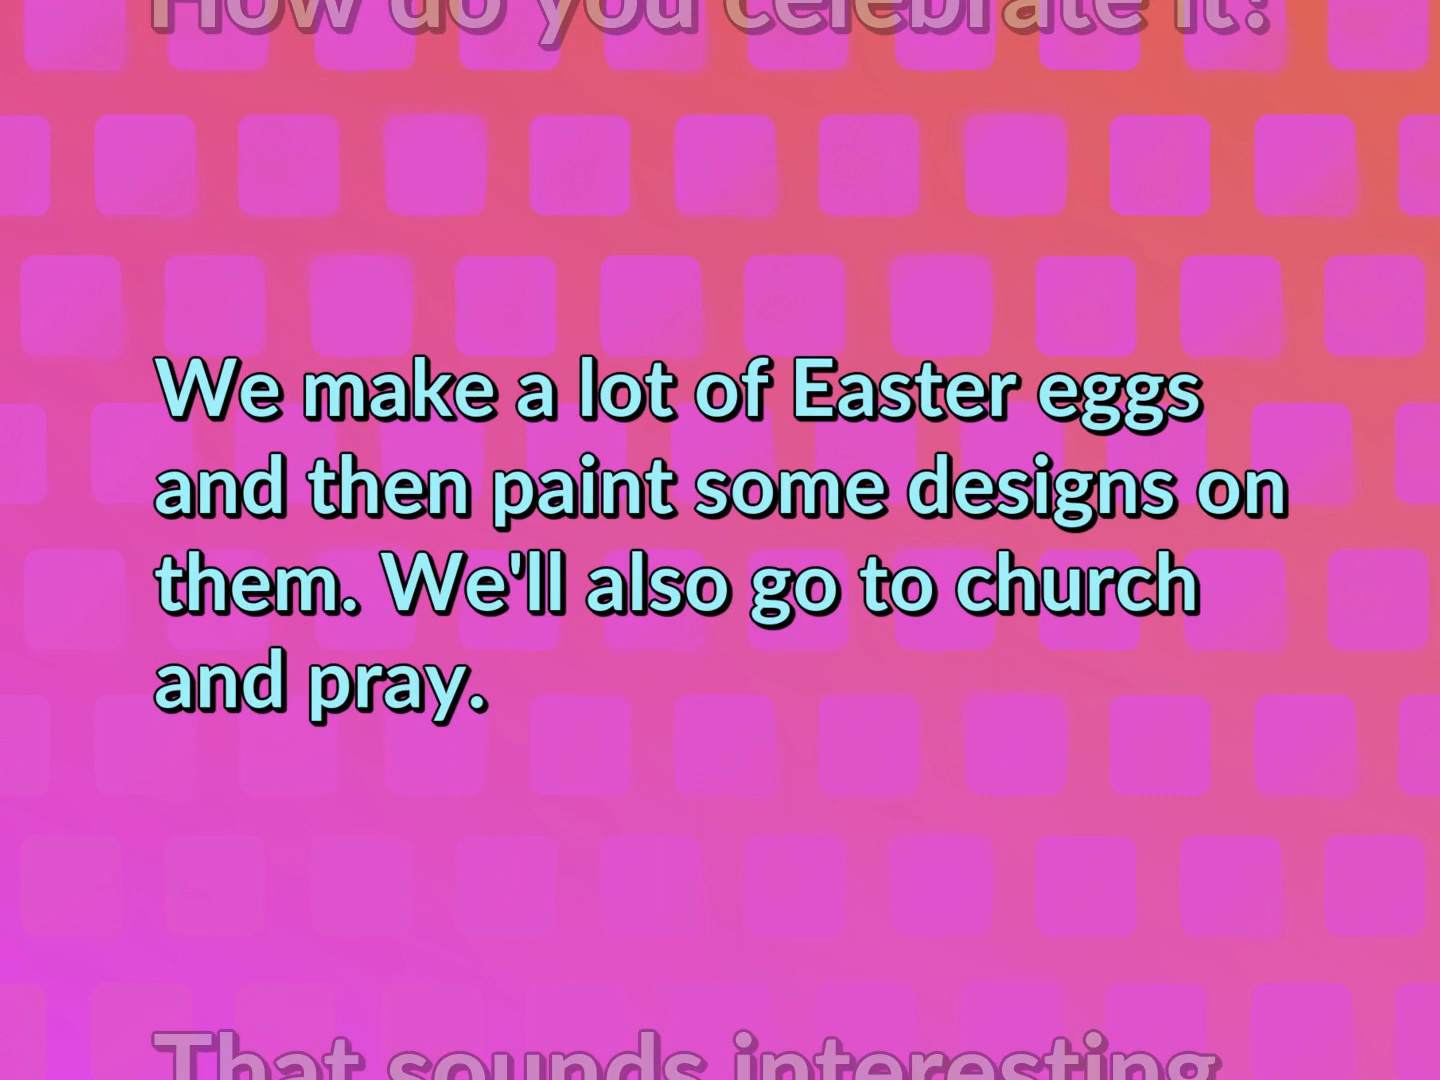 How do you celebrate it?
We make a lot of Easter eggs
and then paint some designs on
them. We'll also go to church
and pray.
That sounds interesting